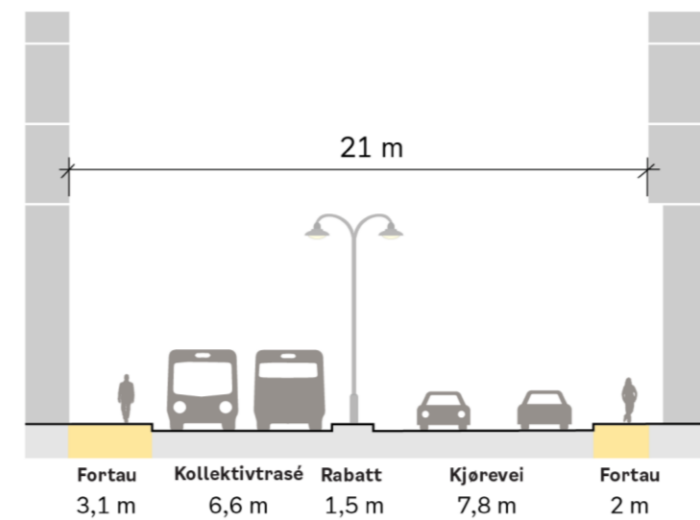 21 m
Fortau Kollektivtrasé Rabatt Kjørevei Fortau
3,1 m 6,6 m 1,5 m 7,8 m 2 m